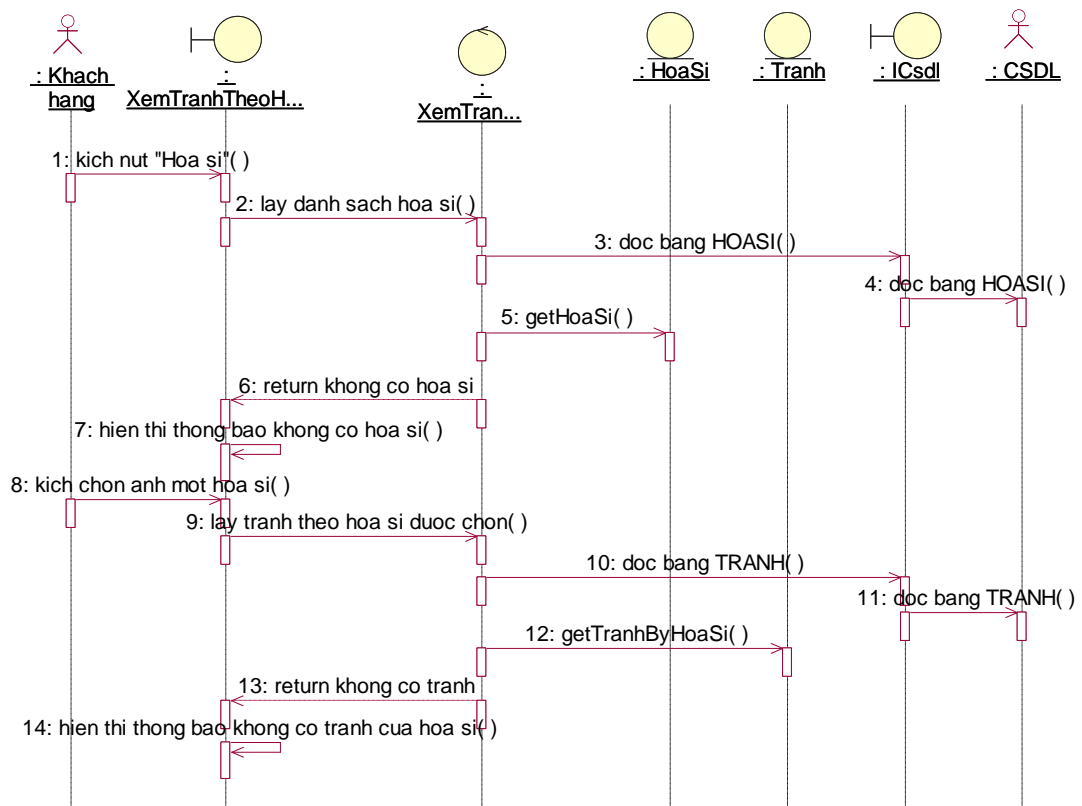 : Khach
hang
:
XemTranhTheoH...
:
XemTran...
: HoaSi
: Tranh
: ICsdl
: CSDL
1: kich nut "Hoa si"( )
2: lay danh sach hoa si( )
3: doc bang HOASI( )
4: doc bang HOASI( )
5: getHoaSi( )
6: return khong co hoa si
7: hien thi thong bao khong co hoa si( )
8: kich chon anh mot hoa si( )
9: lay tranh theo hoa si duoc chon( )
10: doc bang TRANH( )
11: doc bang TRANH( )
12: getTranhByHoaSi( )
13: return khong co tranh
14: hien thi thong bao khong co tranh cua hoa si( )